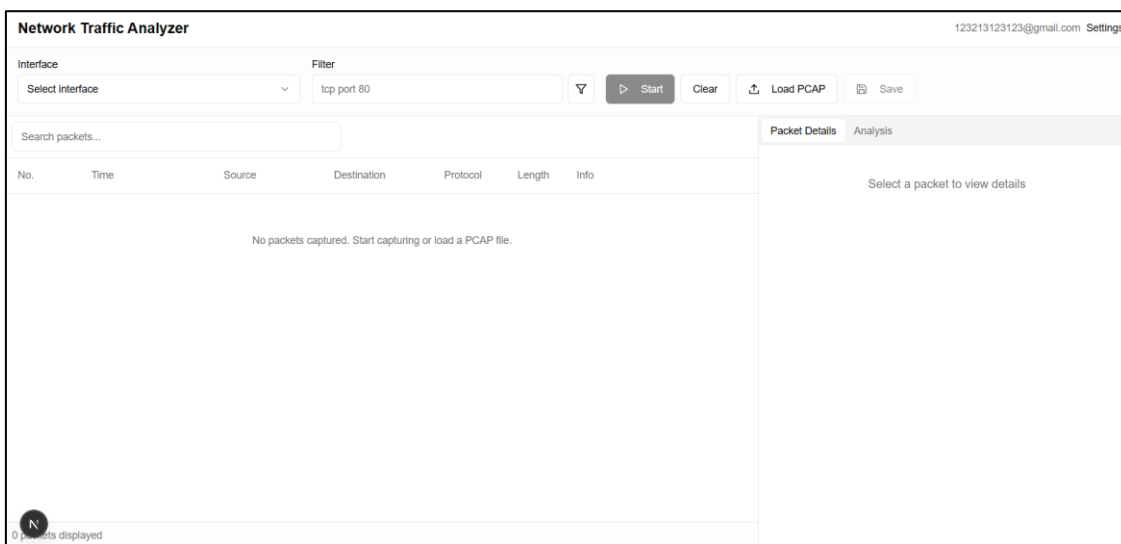 Network Traffic Analyzer 123213123123@gmail.com Settings
Interface Filter
Select interface tcp port 80 Start Clear Load PCAP Save
Search packets... Packet Details Analysis
No. Time Source Destination Protocol Length Info
Select a packet to view details
No packets captured. Start capturing or load a PCAP file.
N
0 packets displayed